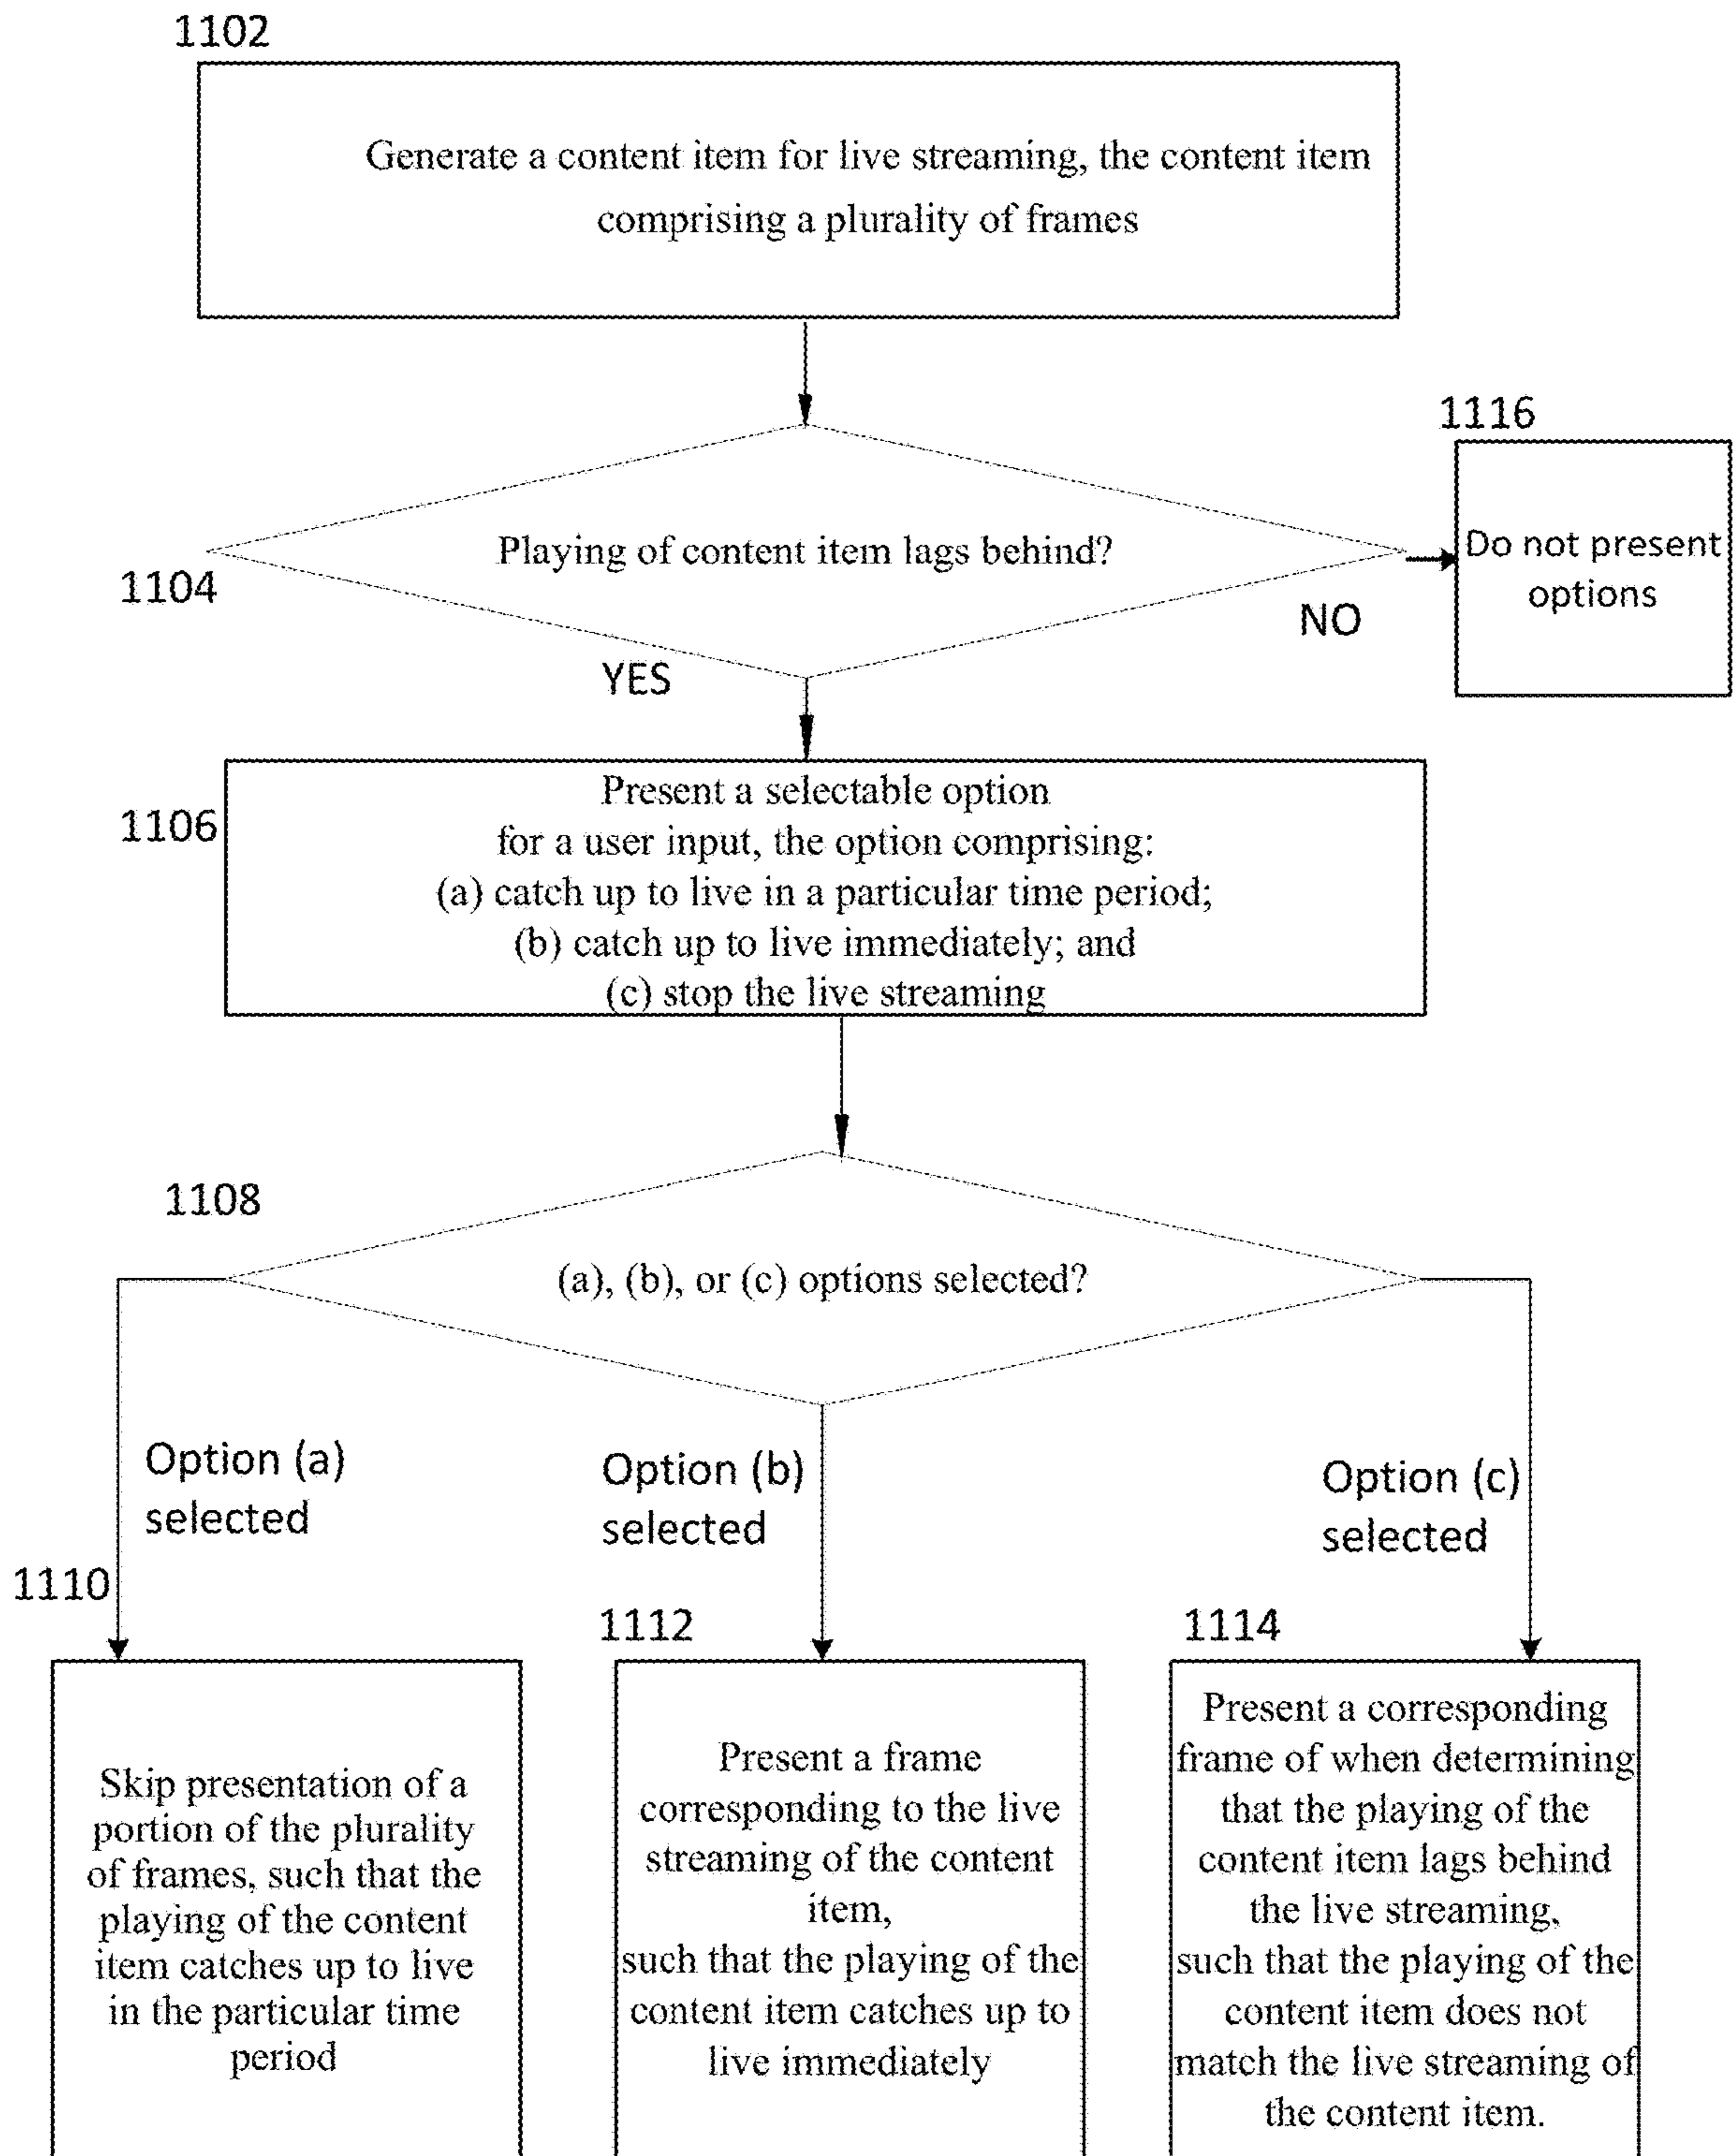 1102
Generate a content item for live streaming, the content item
comprising a plurality of frames
1116
Do not present
options
Playing of content item lags behind?
1104
NO
YES
1106
Present a selectable option
for a user input, the option comprising:
(a) catch up to live in a particular time period;
(b) catch up to live immediately; and
(c) stop the live streaming
1108
(a), (b), or (c) options selected?
Option (a)
selected
Option (b)
selected
Option (c)
selected
1110
Skip presentation of a
portion of the plurality
of frames, such that the
playing of the content
item catches up to live
in the particular time
period
1112
Present a frame
corresponding to the live
streaming of the content
item,
such that the playing of the
content item catches up to
live immediately
1114
Present a corresponding
frame of when determining
that the playing of the
content item lags behind
the live streaming,
such that the playing of the
content item does not
match the live streaming of
the content item.